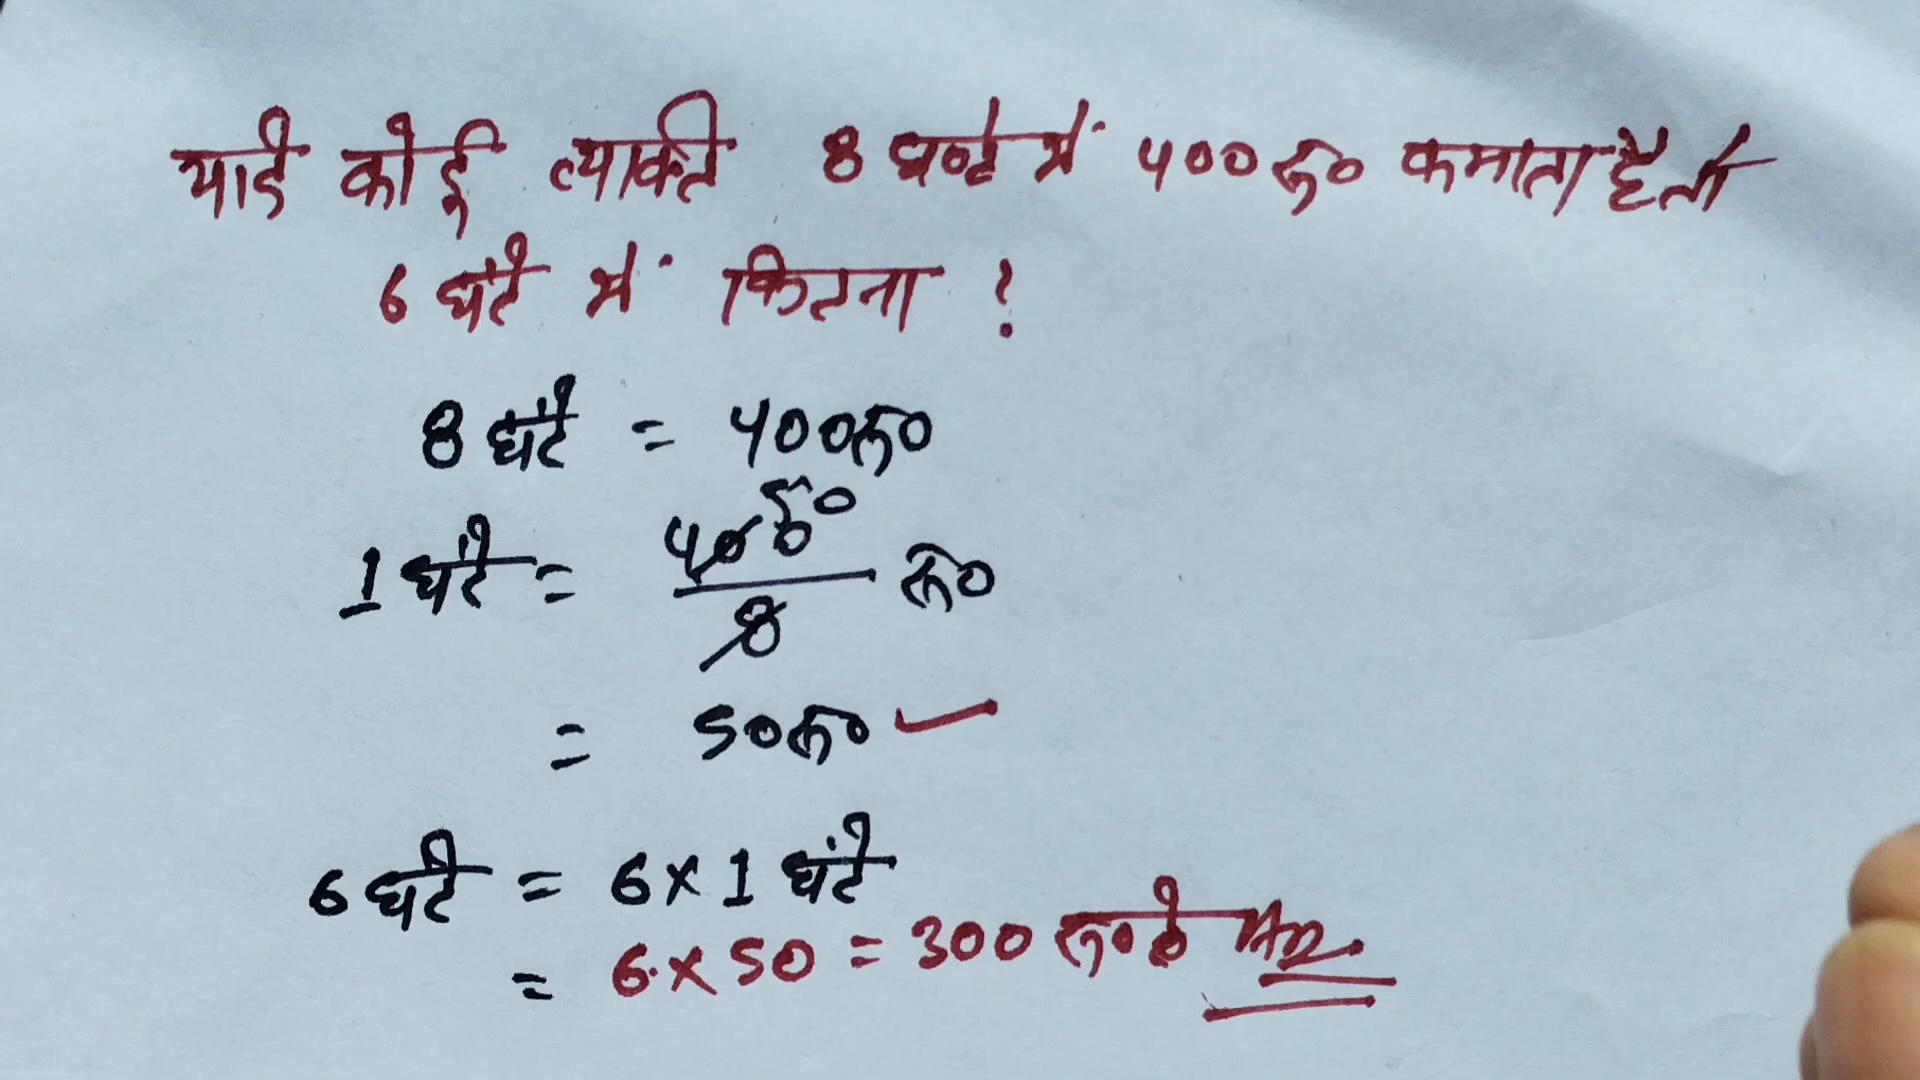 यदि कोई व्यक्ति 8 घण्टे में 400 रु० कमाता है तो
6 घंटे में कितना ?
8 घंटे = 400 रु०
1 घंटे = 400/8 रु० 50
= 50 रु०
6 घंटे = 6 × 1 घंटे
= 6 × 50 = 300 रु०